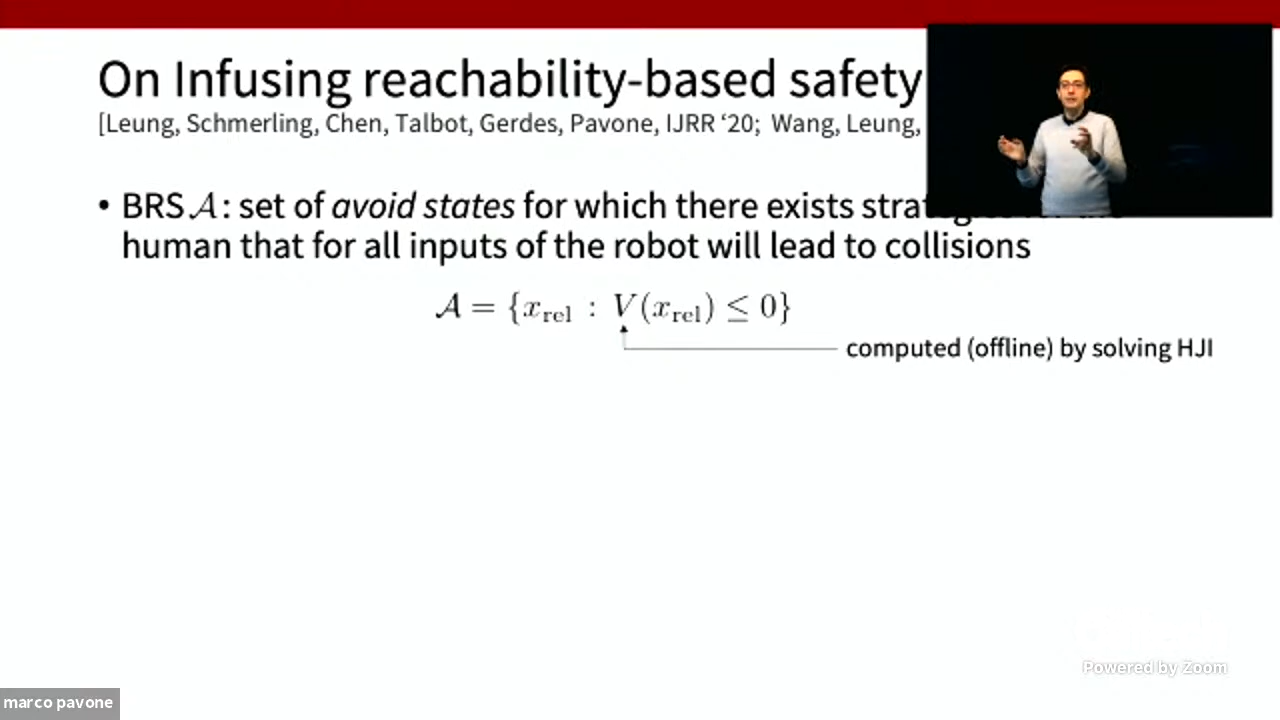 On Infusing reachability-based safety
[Leung, Schmerling, Chen, Talbot, Gerdes, Pavone, IJRR ‘20; Wang, Leung,
• BRS 𝒜: set of avoid states for which there exists
human that for all inputs of the robot will lead to collisions
𝒜 = {x_rel : V(x_rel) ≤ 0}
computed (offline) by solving HJI
Powered by Zoom
marco pavone